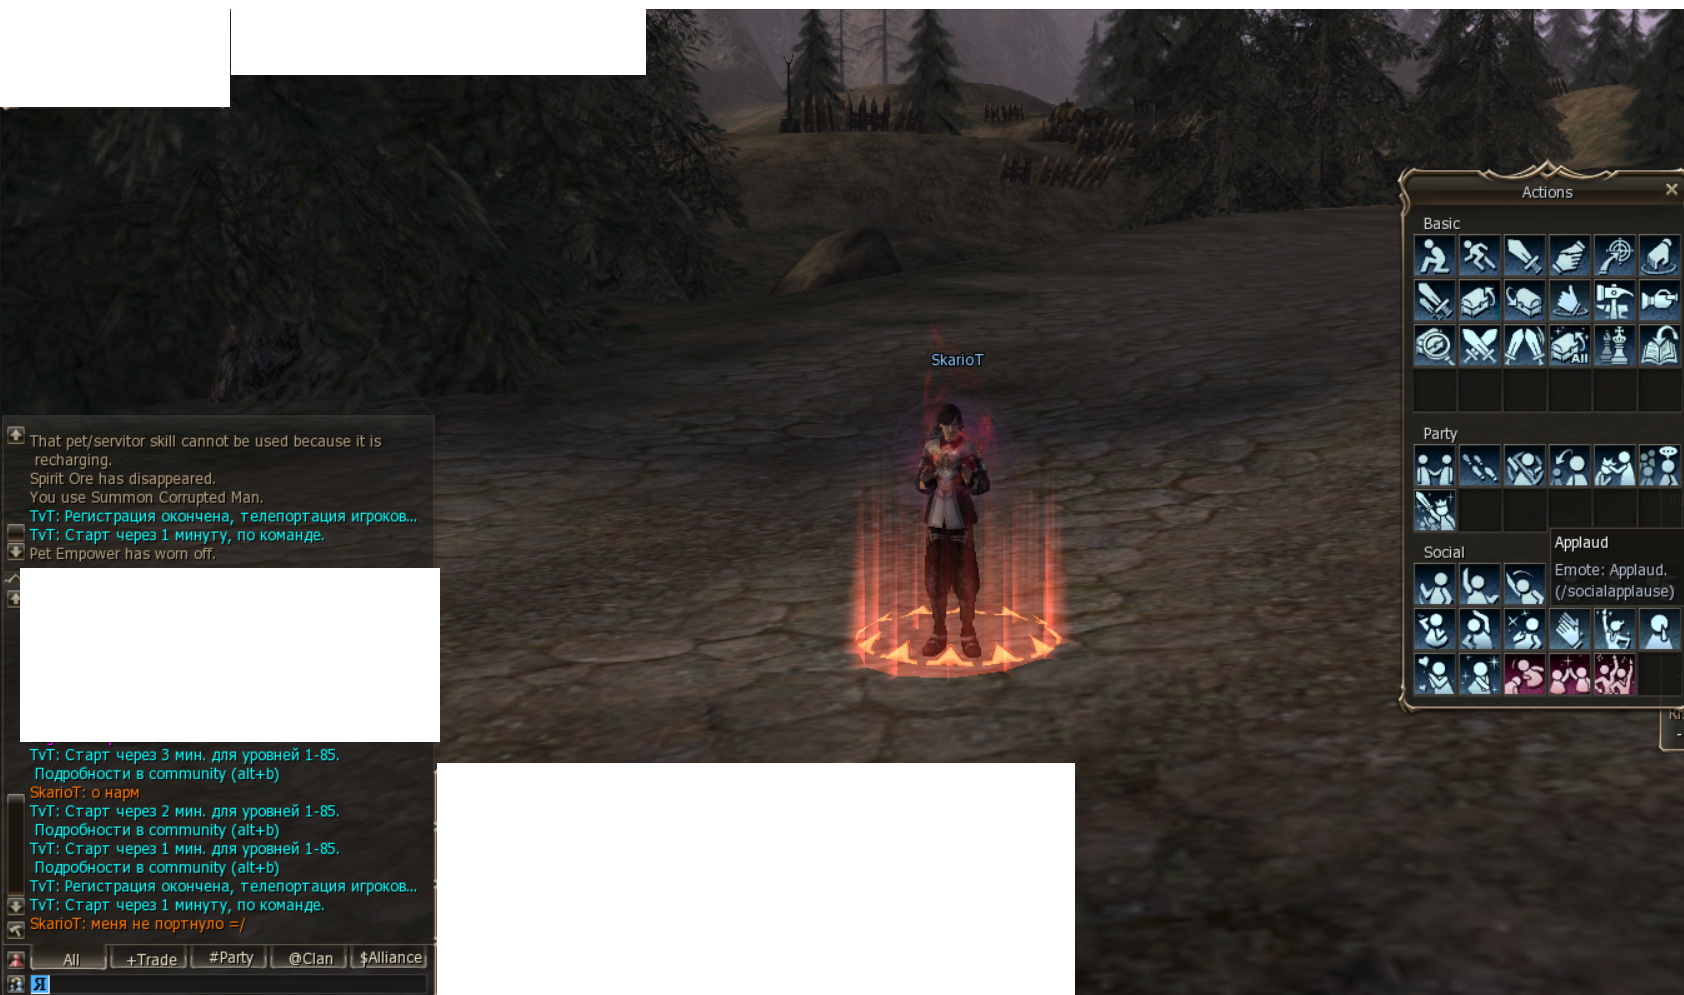 Actions
Basic
All
SkarioT
Party
Applaud
Social
Emote: Applaud.
(/socialapplause)
That pet/servitor skill cannot be used because it is
recharging.
Spirit Ore has disappeared.
You use Summon Corrupted Man.
TvT: Регистрация окончена, телепортация игроков...
TvT: Старт через 1 минуту, по команде.
Pet Empower has worn off.
TvT: Старт через 3 мин. для уровней 1-85.
Подробности в community (alt+b)
SkarioT: о нарм
TvT: Старт через 2 мин. для уровней 1-85.
Подробности в community (alt+b)
TvT: Старт через 1 мин. для уровней 1-85.
Подробности в community (alt+b)
TvT: Регистрация окончена, телепортация игроков...
TvT: Старт через 1 минуту, по команде.
SkarioT: меня не портнуло =/
All +Trade #Party @Clan $Alliance
Я